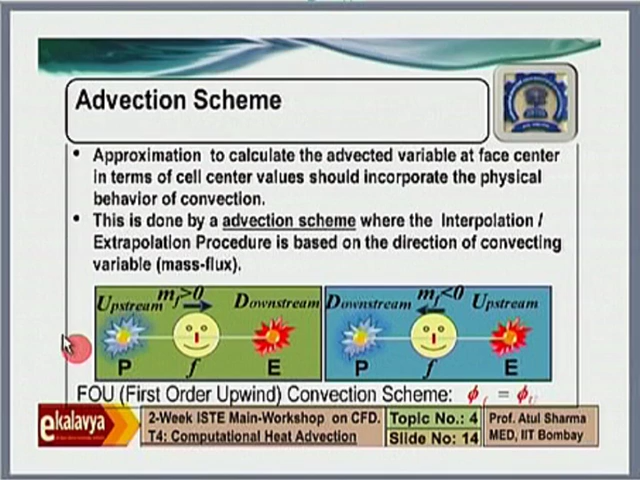 Advection Scheme
• Approximation to calculate the advected variable at face center
in terms of cell center values should incorporate the physical
behavior of convection.
• This is done by a advection scheme where the Interpolation /
Extrapolation Procedure is based on the direction of convecting
variable (mass-flux).
Upstream m_f>0 Downstream
P f E
Downstream m_f<0 Upstream
P f E
FOU (First Order Upwind) Convection Scheme: ϕ_f = ϕ_U
ekalavya
2-Week ISTE Main-Workshop on CFD.
T4: Computational Heat Advection
Topic No.: 4
Slide No.: 14
Prof. Atul Sharma
MED, IIT Bombay